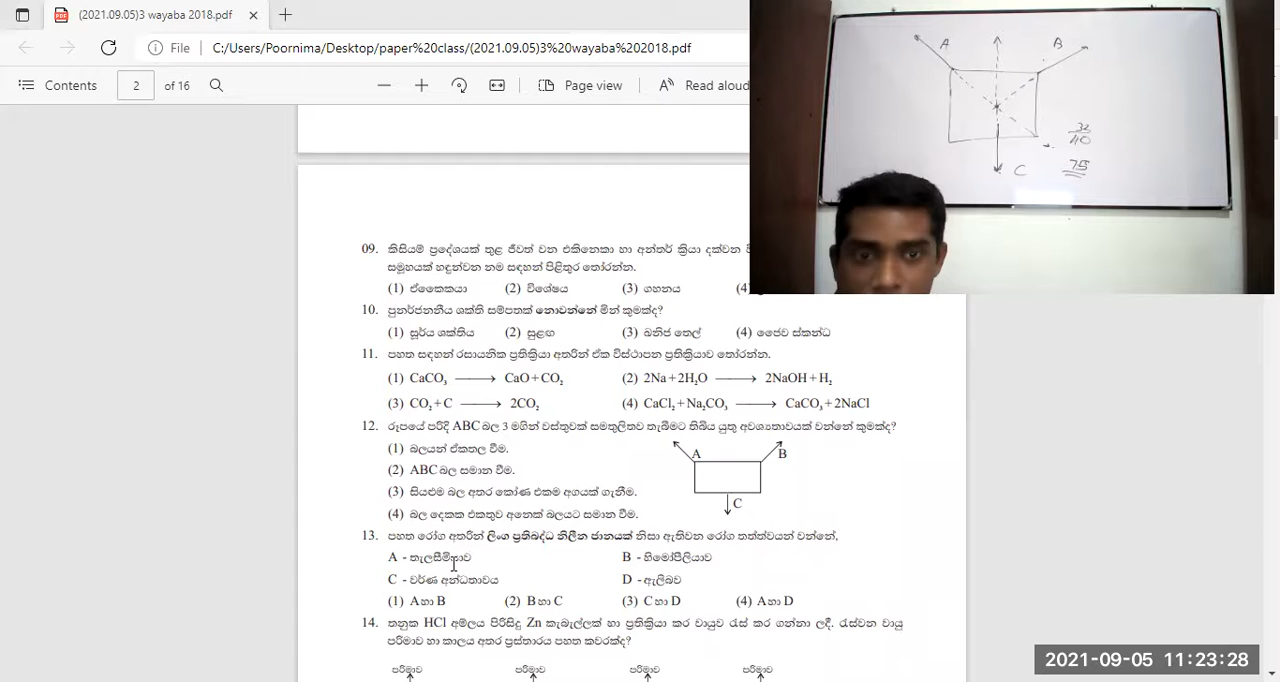 (2021.09.05)3 wayaba 2018.pdf
File
C:/Users/Poornima/Desktop/paper%20class/(2021.09.05)3%20wayaba%202018.pdf
Contents
2
of 16
Page view
Read aloud
A
B
C
32
40
75
09. කිසියම් ප්‍රදේශයක් තුළ ජීවත් වන එකිනෙකා හා අන්තර් ක්‍රියා දක්වන
සමූහයක් හඳුන්වන නම සඳහන් පිළිතුර තෝරන්න.
(1) ඒකෛකයා (2) විශේෂය (3) ගහනය (4)
10. පුනර්ජනනීය ශක්ති සම්පතක් නොවන්නේ මින් කුමක්ද?
(1) සූර්ය ශක්තිය (2) සුළඟ (3) ඛනිජ තෙල් (4) ජෛව ස්කන්ධ
11. පහත සඳහන් රසායනික ප්‍රතික්‍රියා අතරින් ඒක විස්ථාපන ප්‍රතික්‍රියාව තෝරන්න.
(1) CaCO₃ ⟶ CaO + CO₂ (2) 2Na + 2H₂O ⟶ 2NaOH + H₂
(3) CO₂ + C ⟶ 2CO₂ (4) CaCl₂ + Na₂CO₃ ⟶ CaCO₃ + 2NaCl
12. රූපයේ පරිදි ABC බල 3 මගින් වස්තුවක් සමතුලිතව තැබීමට තිබිය යුතු අවශ්‍යතාවයක් වන්නේ කුමක්ද?
(1) බලයන් ඒකතල වීම.
(2) ABC බල සමාන වීම.
(3) සියළුම බල අතර කෝණ එකම අගයක් ගැනීම.
(4) බල දෙකක එකතුව අනෙක් බලයට සමාන වීම.
A
B
C
13. පහත රෝග අතරින් ලිංග ප්‍රතිබද්ධ නිලීන ජානයක් නිසා ඇතිවන රෝග තත්ත්වයන් වන්නේ,
A - තැලසීමියාව B - හිමෝෆීලියාව
C - වර්ණ අන්ධතාවය D - ඇලිබව
(1) A හා B (2) B හා C (3) C හා D (4) A හා D
14. තනුක HCl අම්ලය පිරිසිදු Zn කැබැල්ලක් හා ප්‍රතික්‍රියා කර වායුව රැස් කර ගන්නා ලදී. රැස්වන වායු
පරිමාව හා කාලය අතර ප්‍රස්තාරය පහත කවරක්ද?
පරිමාව පරිමාව පරිමාව පරිමාව
2021-09-05 11:23:28